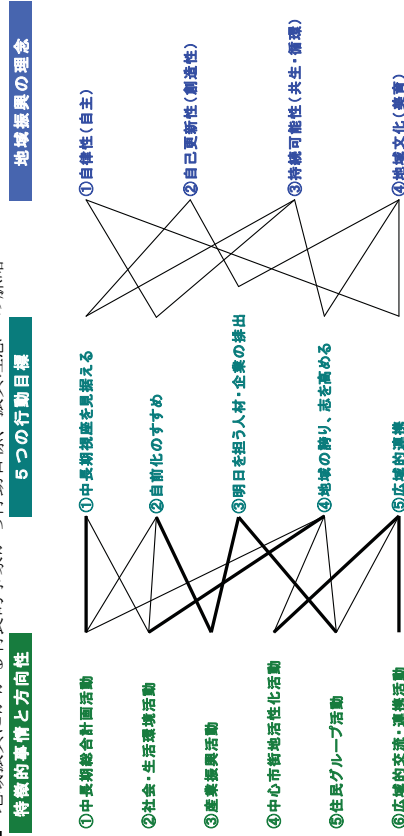 特徴的事情と方向性
①中長期総合計画活動
②社会・生活環境活動
③産業振興活動
④中心市街地活性化活動
⑤住民グループ活動
⑥広域的交流・連携活動
５つの行動目標
①中長期視座を見据える
②自前化のすすめ
③明日を担う人材・企業の排出
④地域の誇り、志を高める
⑤広域的連携
地域振興の理念
①自律性（自主）
②自己更新性（創造性）
③持続可能性（共生・循環）
④地域文化（養育）